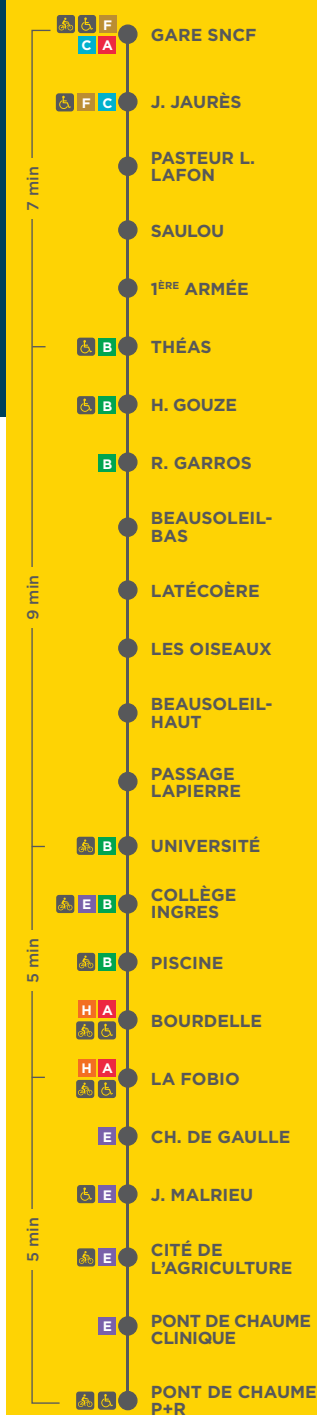 F
C A
GARE SNCF
F C
J. JAURÈS
PASTEUR L.
LAFON
7 min
SAULOU
1ÈRE ARMÉE
B
THÉAS
B
H. GOUZE
B
R. GARROS
BEAUSOLEIL-
BAS
9 min
LATÉCOÈRE
LES OISEAUX
BEAUSOLEIL-
HAUT
PASSAGE
LAPIERRE
B
UNIVERSITÉ
E B
COLLÈGE
INGRES
5 min
B
PISCINE
H A
BOURDELLE
H A
LA FOBIO
E
CH. DE GAULLE
E
J. MALRIEU
5 min
E
CITÉ DE
L'AGRICULTURE
E
PONT DE CHAUME
CLINIQUE
PONT DE CHAUME
P+R